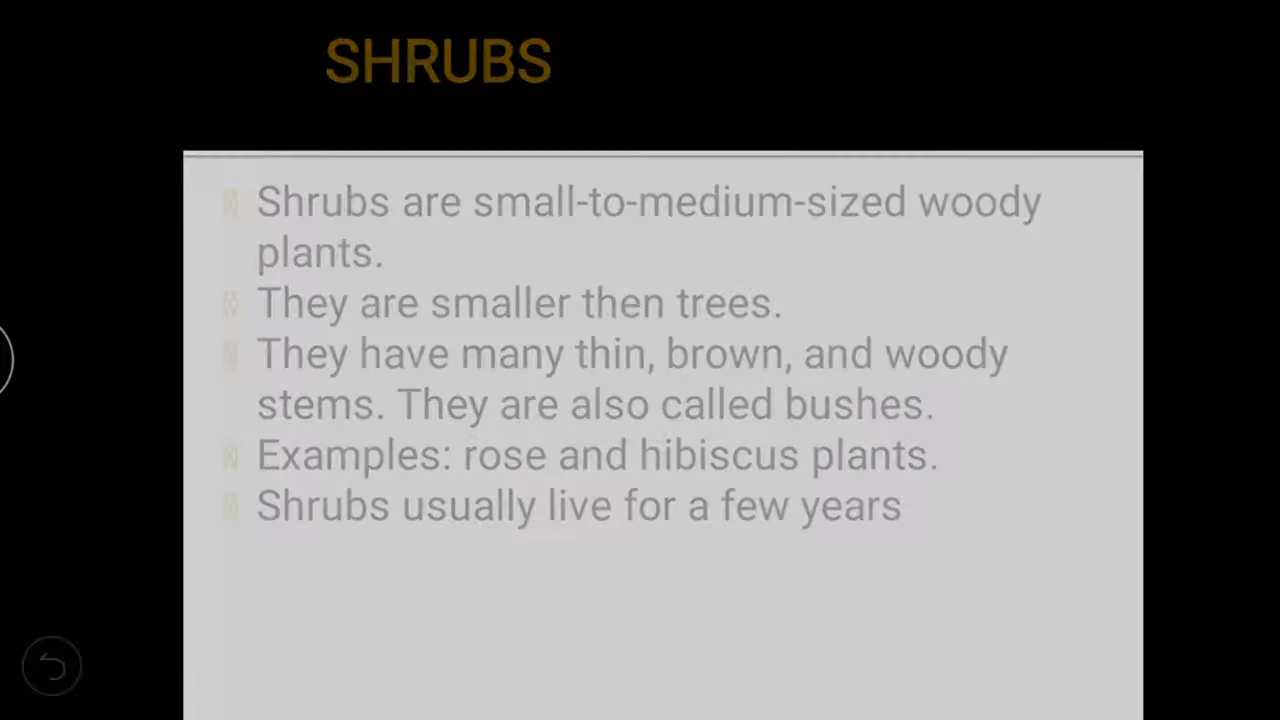 SHRUBS
Shrubs are small-to-medium-sized woody
plants.
They are smaller then trees.
They have many thin, brown, and woody
stems. They are also called bushes.
Examples: rose and hibiscus plants.
Shrubs usually live for a few years